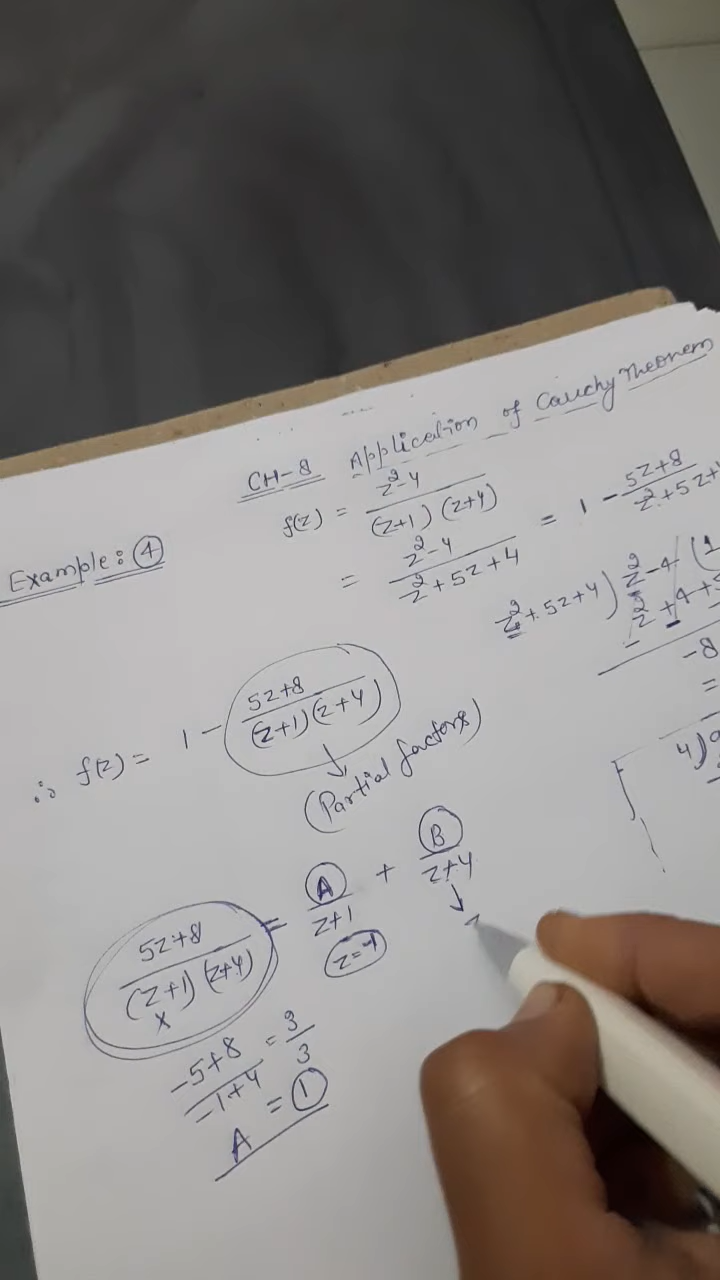 CH-8 Application of Cauchy Theorem
Example: ④ f(z) = z²-4 / (z+1) (z+4)
= z²-4 / z²+5z+4 = 1 - 5z+8 / z²+5z+4
z²+5z+4 ) z²-4 ( 1
z²+4+5
-8
=
∴ f(z) = 1 - 5z+8 / (z+1)(z+4)
(Partial factors)
4)
5z+8 / (z+1)(z+4) = A / z+1 + B / z+4
x
z=-1
-5+8 / -1+4 = 3 / 3
A = 1